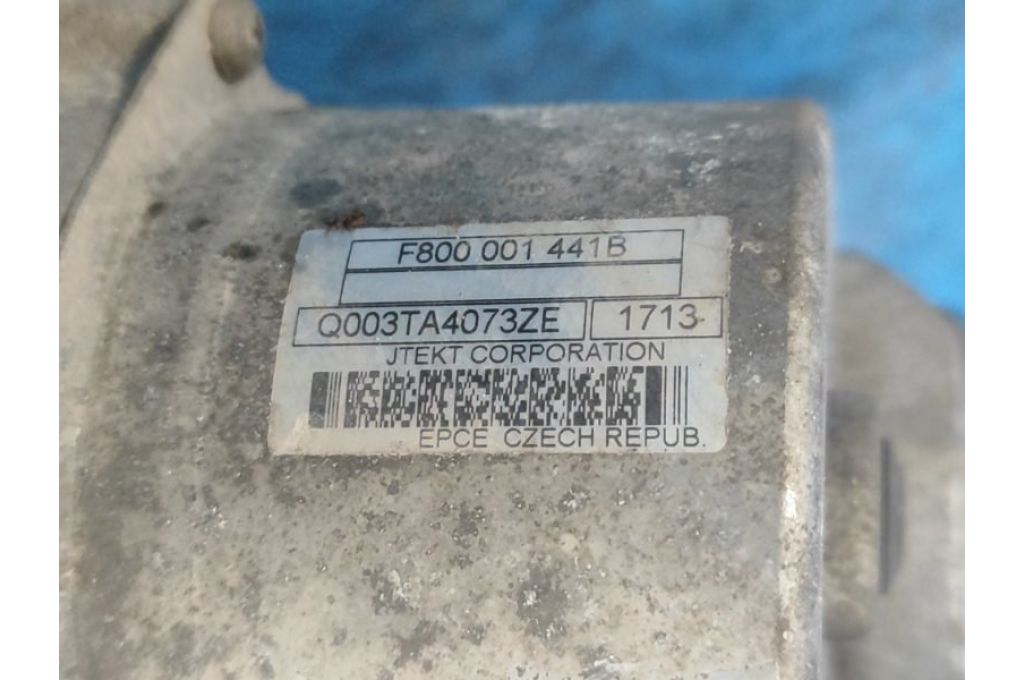 F800 001 441B
Q003TA4073ZE 1713
JTEKT CORPORATION
EPCE CZECH REPUB.